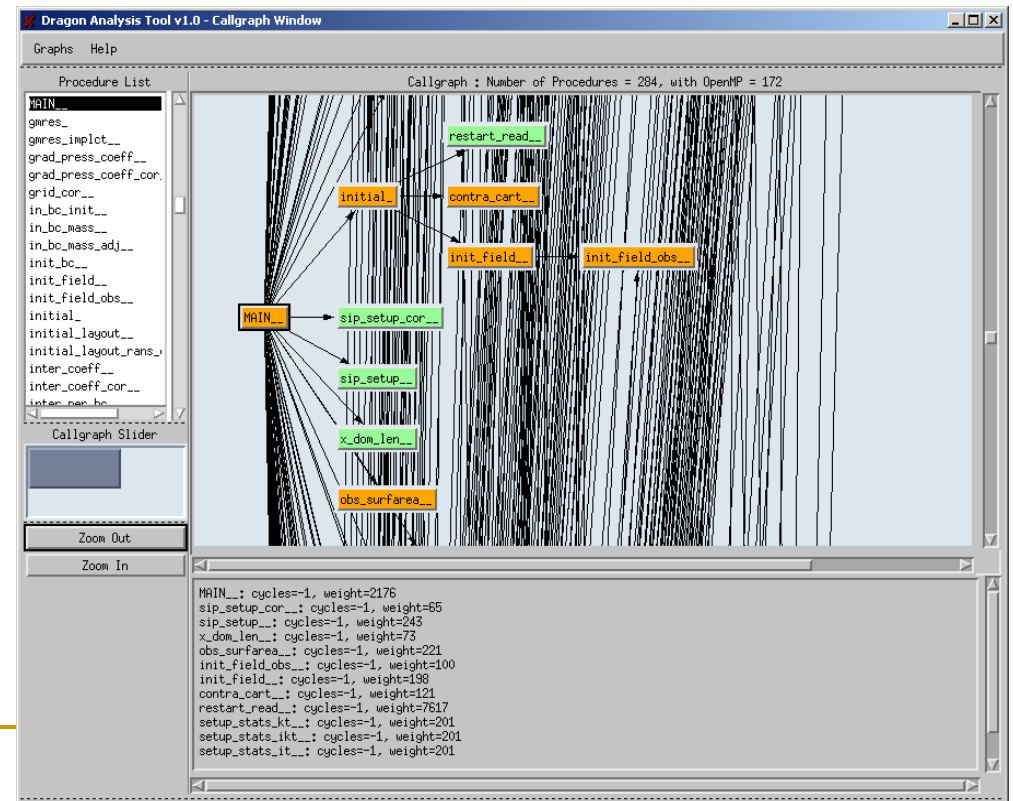 Dragon Analysis Tool v1.0 - Callgraph Window
Graphs Help
Procedure List
MAIN__
gmres_
gmres_implct__
grad_press_coeff__
grad_press_coeff_cor_
grid_cor__
in_bc_init__
in_bc_mass__
in_bc_mass_adj__
init_bc__
init_field__
init_field_obs__
initial_
initial_layout__
initial_layout_rans_
inter_coeff__
inter_coeff_cor__
inter_per_bc
Callgraph Slider
Zoom Out
Zoom In
Callgraph : Number of Procedures = 284, with OpenMP = 172
restart_read__
initial_
contra_cart__
init_field__
init_field_obs__
MAIN__
sip_setup_cor__
sip_setup__
x_dom_len__
obs_surfarea__
MAIN__: cycles=-1, weight=2176
sip_setup_cor__: cycles=-1, weight=65
sip_setup__: cycles=-1, weight=243
x_dom_len__: cycles=-1, weight=73
obs_surfarea__: cycles=-1, weight=221
init_field_obs__: cycles=-1, weight=100
init_field__: cycles=-1, weight=198
contra_cart__: cycles=-1, weight=121
restart_read__: cycles=-1, weight=7617
setup_stats_kt__: cycles=-1, weight=201
setup_stats_ikt__: cycles=-1, weight=201
setup_stats_it__: cycles=-1, weight=201